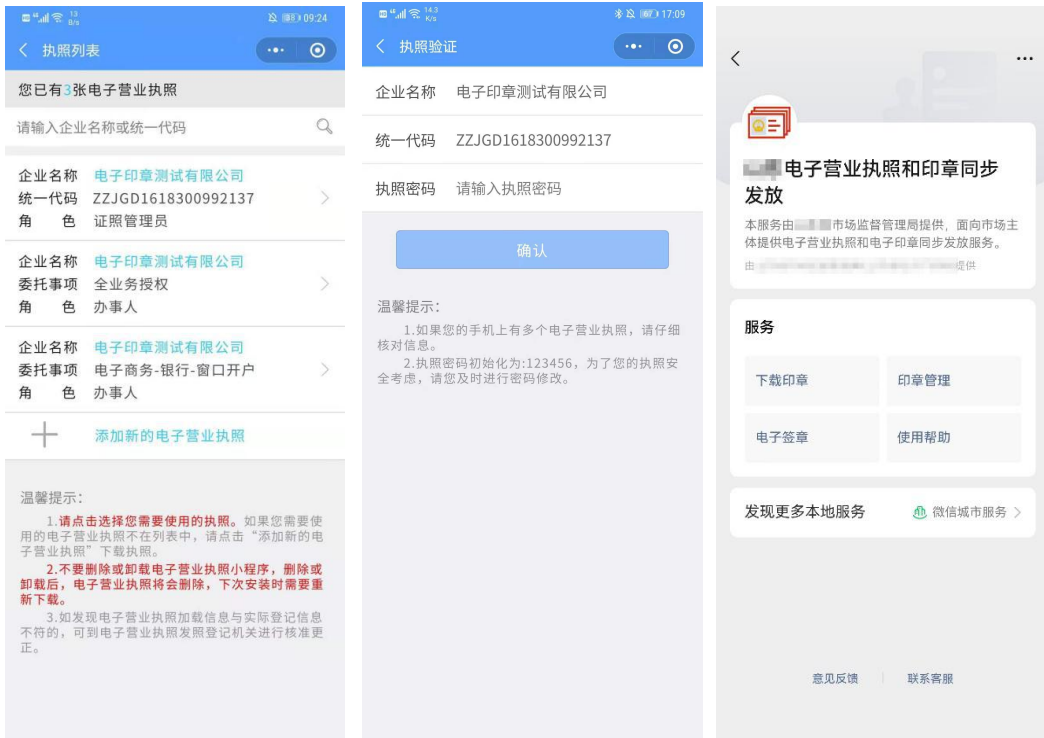 13 B/s
09:24
执照列表
您已有3张电子营业执照
请输入企业名称或统一代码
企业名称 电子印章测试有限公司
统一代码 ZZJGD1618300992137
角 色 证照管理员
企业名称 电子印章测试有限公司
委托事项 全业务授权
角 色 办事人
企业名称 电子印章测试有限公司
委托事项 电子商务-银行-窗口开户
角 色 办事人
添加新的电子营业执照
温馨提示：
1.请点击选择您需要使用的执照。如果您需要使
用的电子营业执照不在列表中，请点击“添加新的电
子营业执照”下载执照。
2.不要删除或卸载电子营业执照小程序，删除或
卸载后，电子营业执照将会删除，下次安装时需要重
新下载。
3.如发现电子营业执照加载信息与实际登记信息
不符的，可到电子营业执照发照登记机关进行核准更
正。
14.3 K/s
67 17:09
执照验证
企业名称 电子印章测试有限公司
统一代码 ZZJGD1618300992137
执照密码 请输入执照密码
确认
温馨提示：
1.如果您的手机上有多个电子营业执照，请仔细
核对信息。
2.执照密码初始化为:123456，为了您的执照安
全考虑，请您及时进行密码修改。
电子营业执照和印章同步
发放
本服务由 市场监督管理局提供，面向市场主
体提供电子营业执照和电子印章同步发放服务。
由 提供
服务
下载印章 印章管理
电子签章 使用帮助
发现更多本地服务 微信城市服务
意见反馈 联系客服